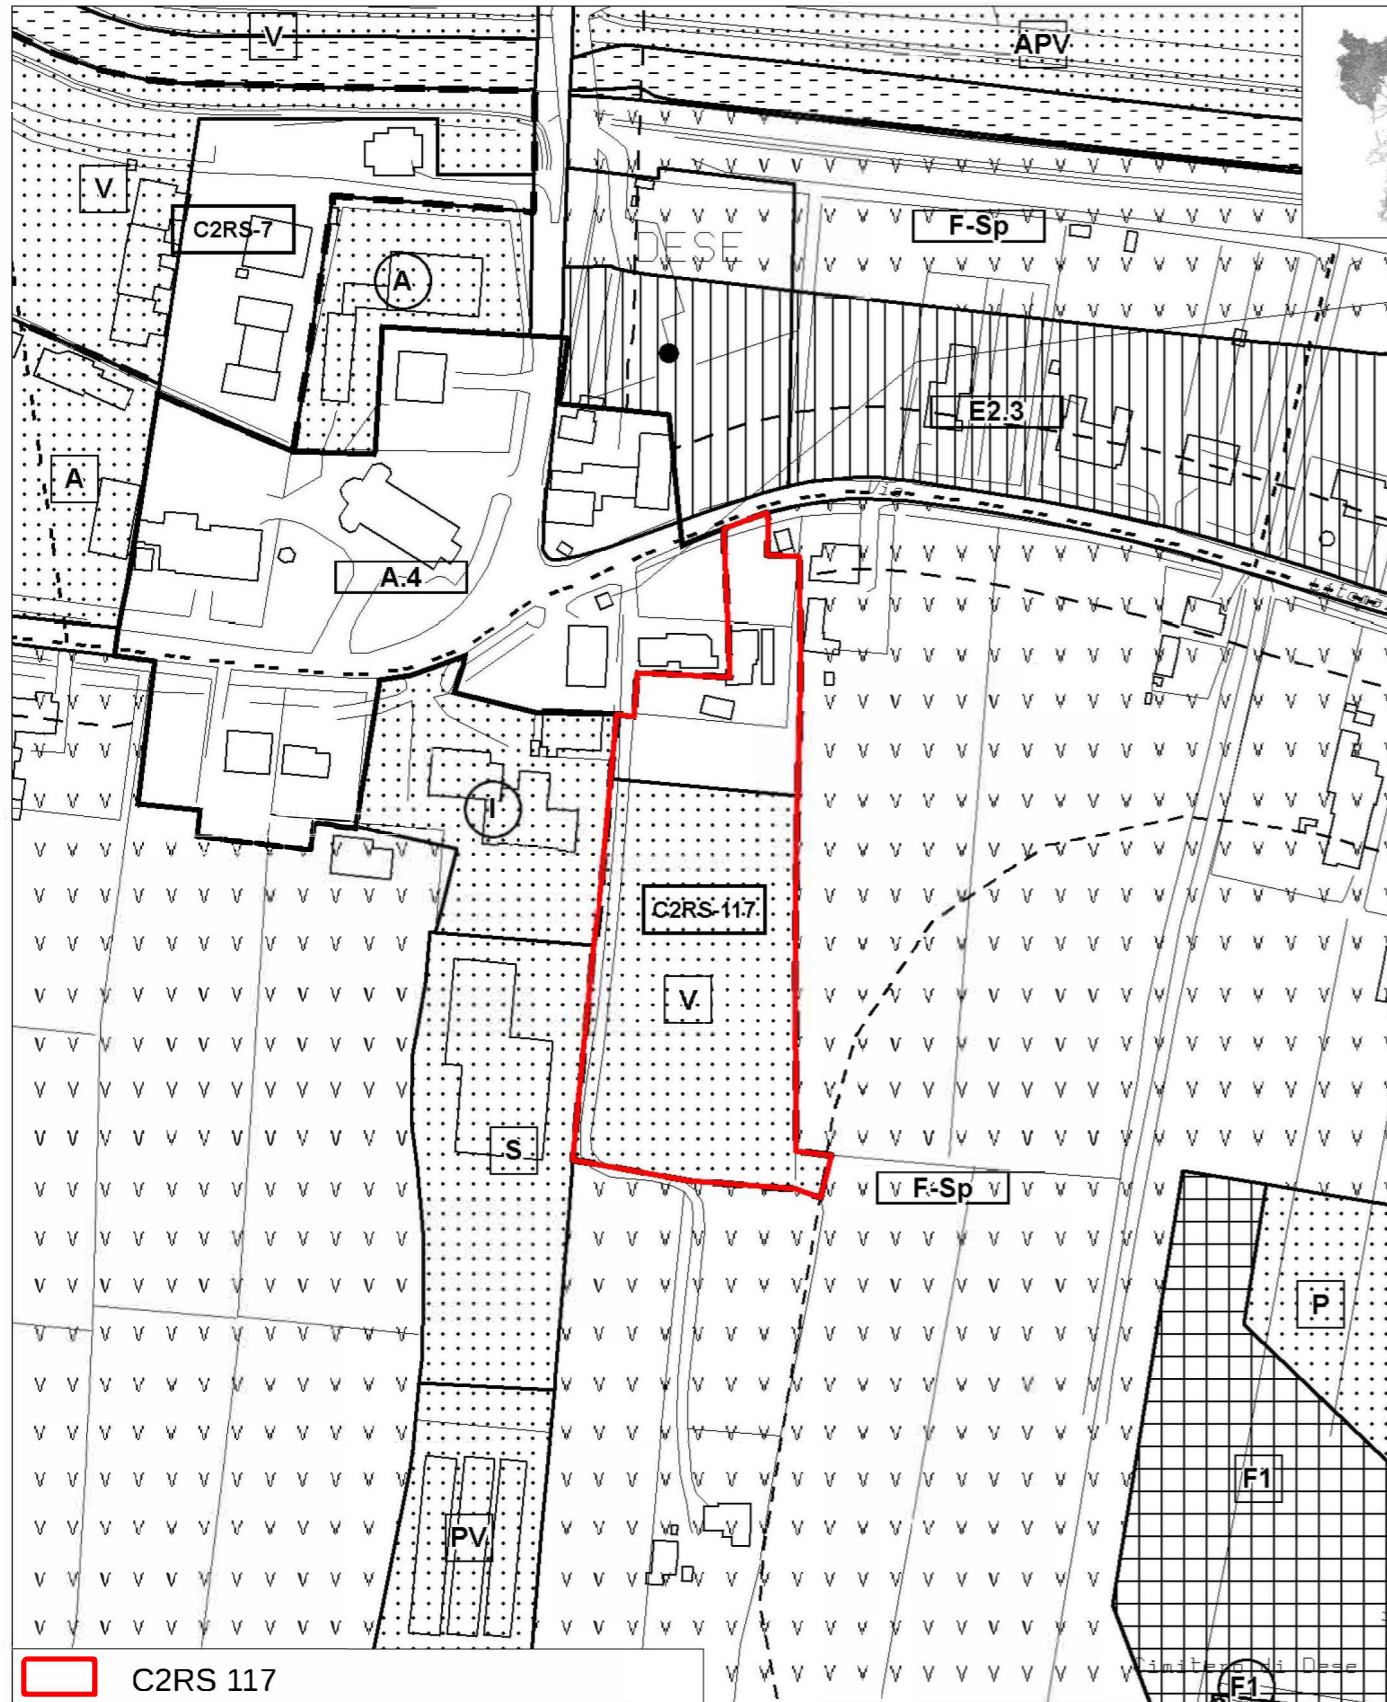 V
APV
V
C2RS-7
F-Sp
DESE
A
E2.3
A
Via
A.4
I
C2RS-117
V
S
F-Sp
P
F1
PV
Cimitero di Dese
F1
C2RS 117